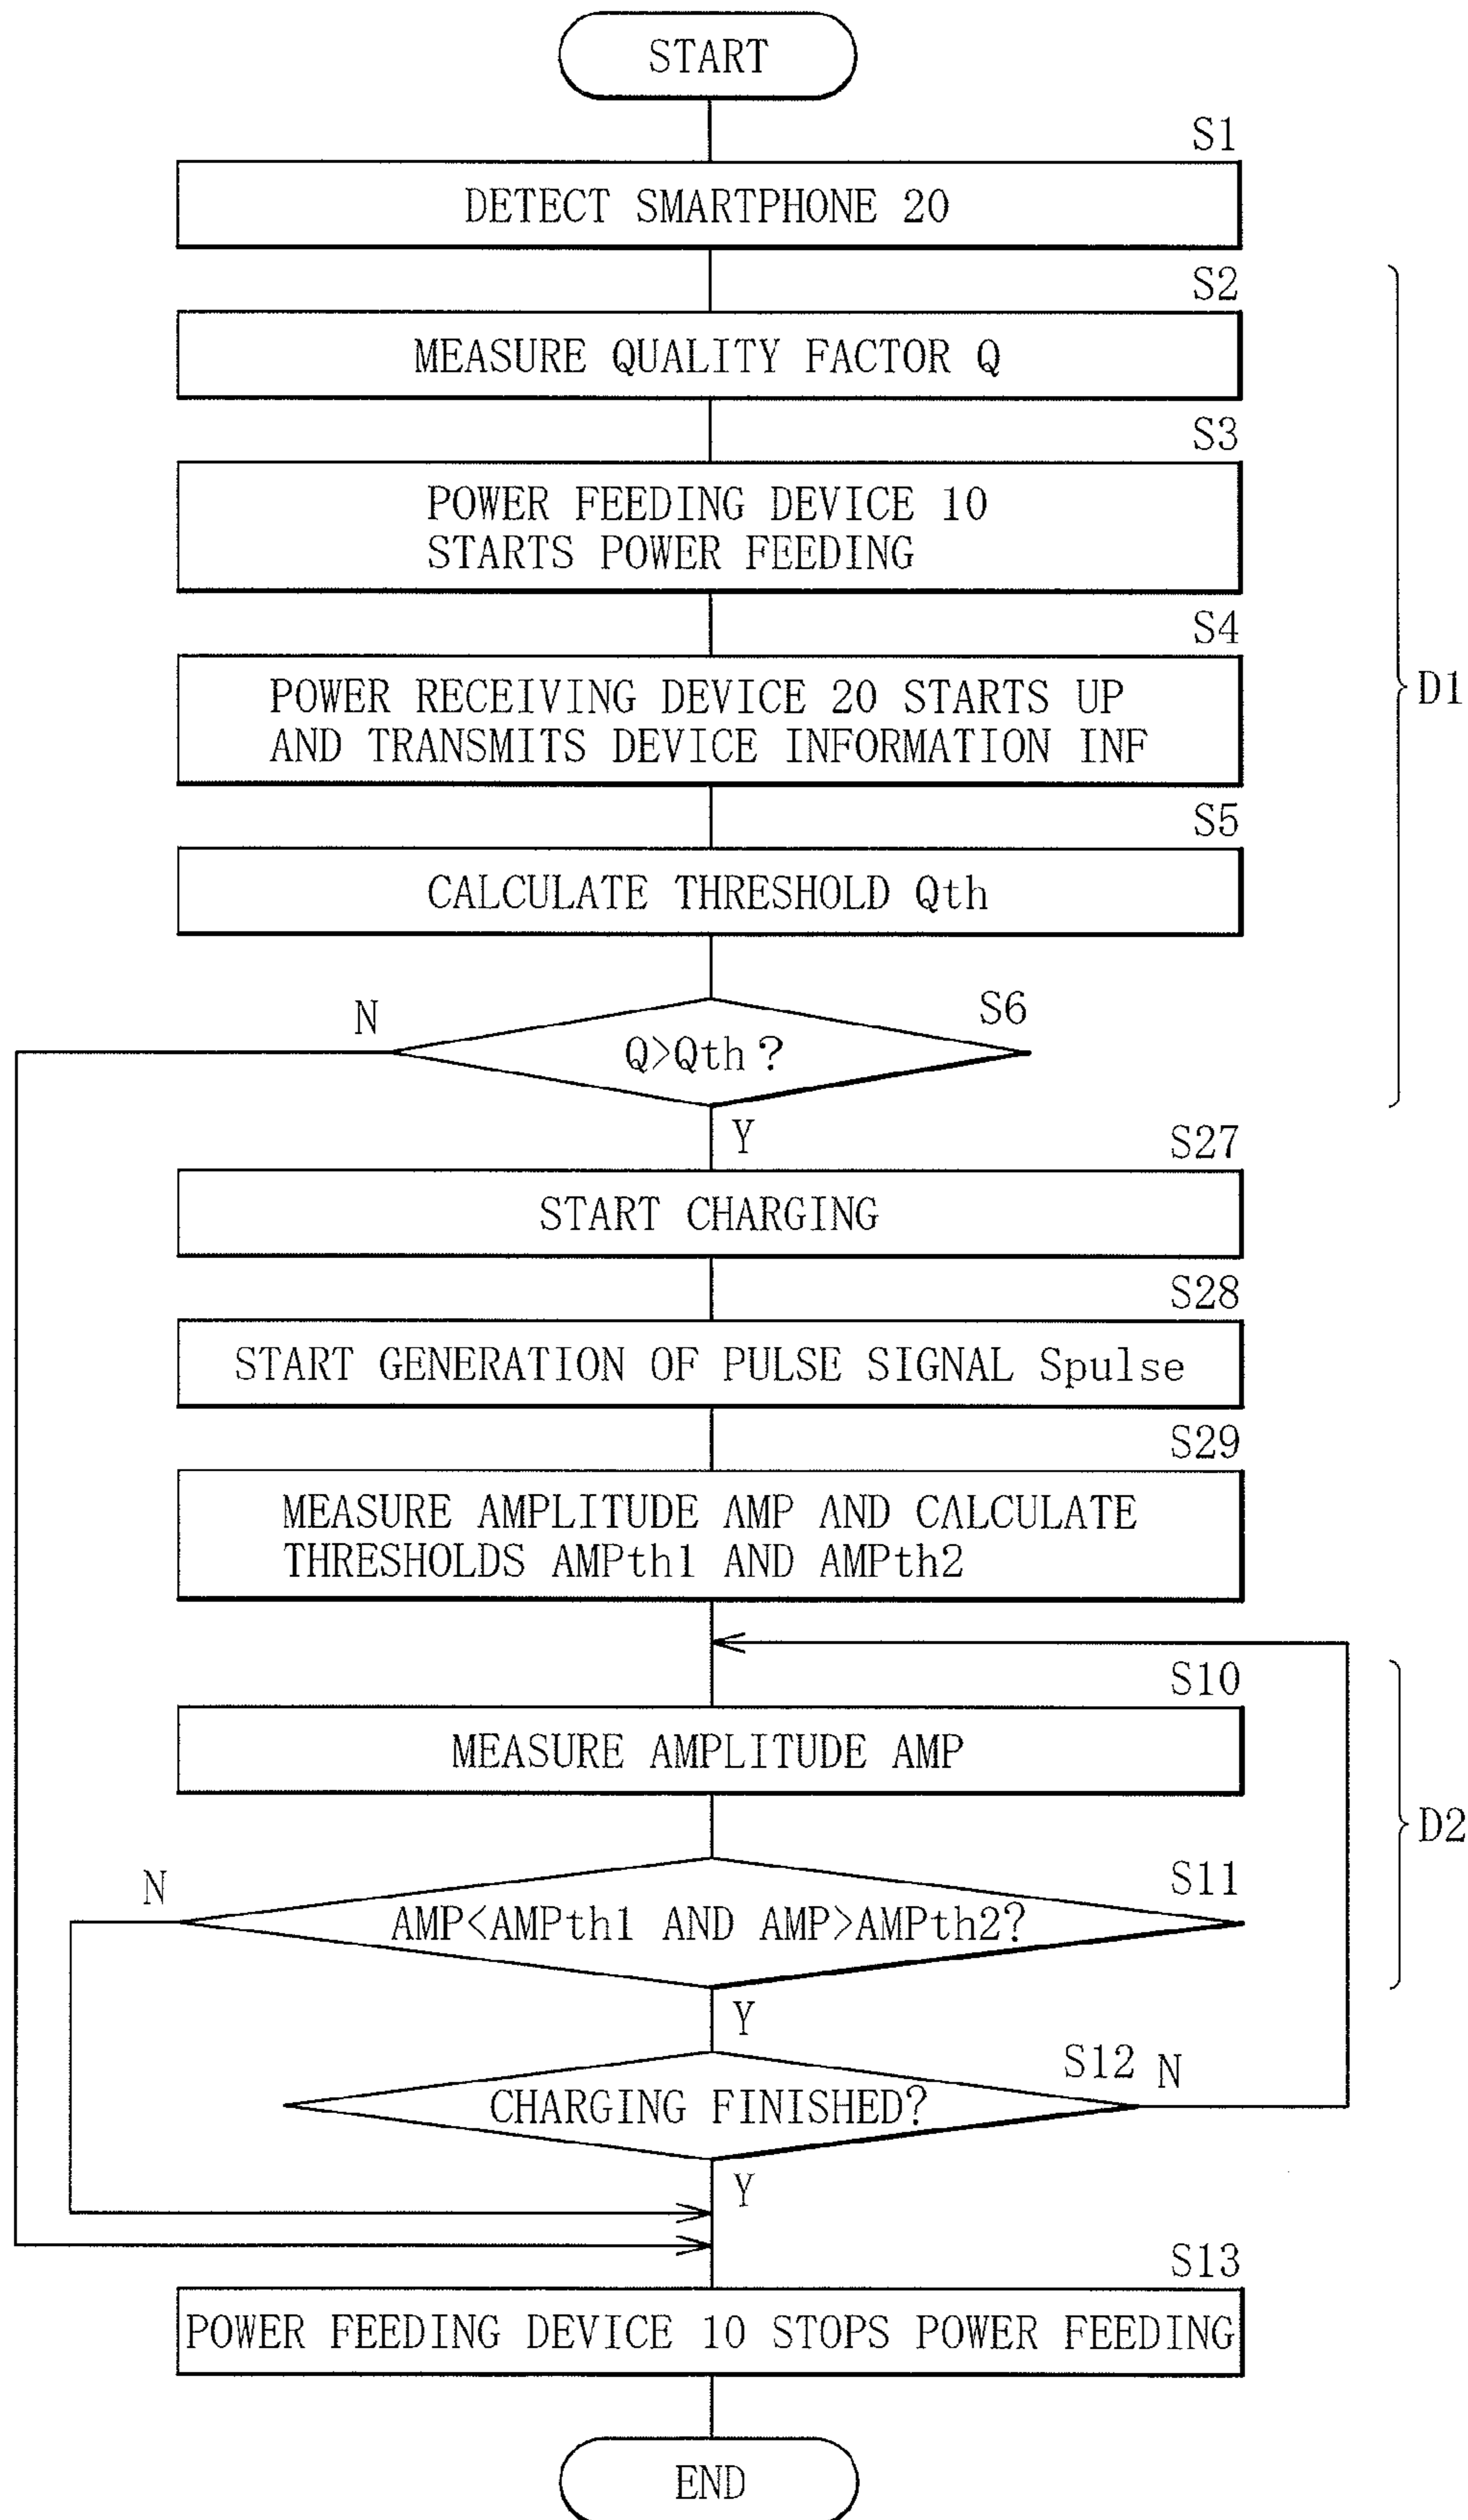 START
S1
DETECT SMARTPHONE 20
S2
MEASURE QUALITY FACTOR Q
S3
POWER FEEDING DEVICE 10
STARTS POWER FEEDING
S4
POWER RECEIVING DEVICE 20 STARTS UP
AND TRANSMITS DEVICE INFORMATION INF
D1
S5
CALCULATE THRESHOLD Qth
N
S6
Q>Qth?
Y
S27
START CHARGING
S28
START GENERATION OF PULSE SIGNAL Spulse
S29
MEASURE AMPLITUDE AMP AND CALCULATE
THRESHOLDS AMPth1 AND AMPth2
S10
MEASURE AMPLITUDE AMP
D2
N
S11
AMP<AMPth1 AND AMP>AMPth2?
Y
S12
N
CHARGING FINISHED?
Y
S13
POWER FEEDING DEVICE 10 STOPS POWER FEEDING
END